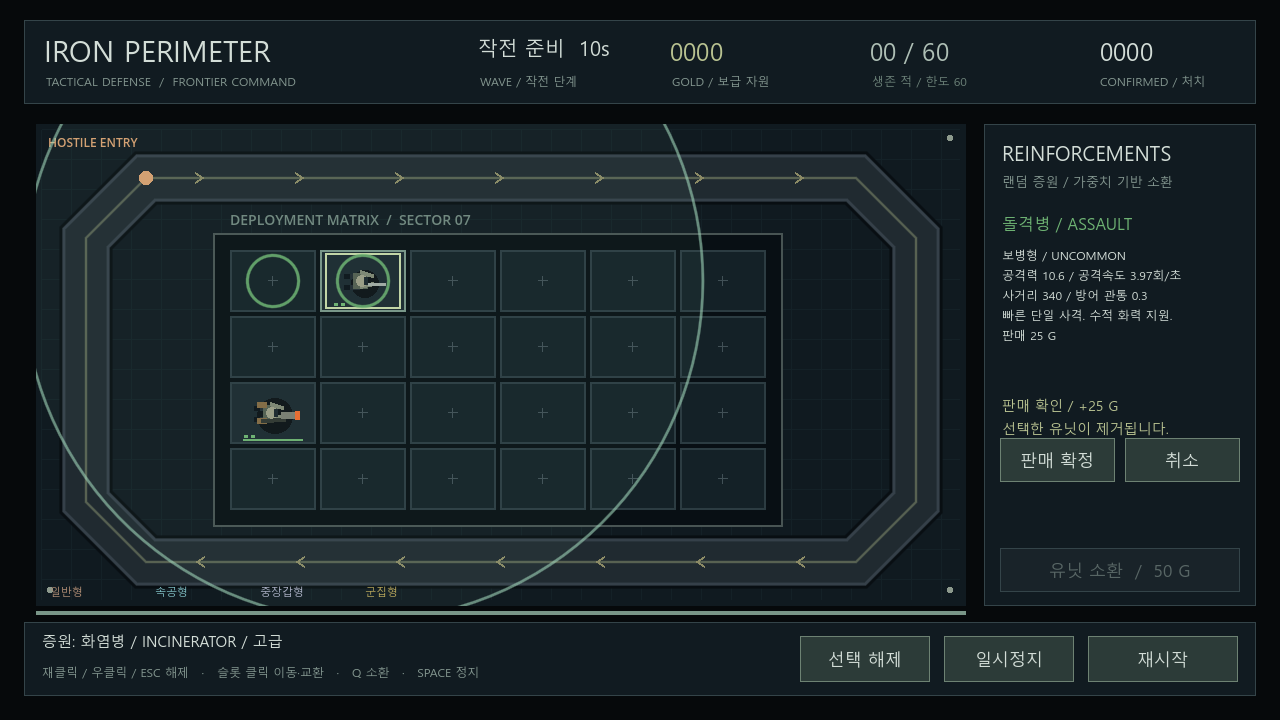 IRON PERIMETER
TACTICAL DEFENSE / FRONTIER COMMAND
작전 준비 10s
WAVE / 작전 단계
0000
GOLD / 보급 자원
00 / 60
생존 적 / 한도 60
0000
CONFIRMED / 처치
HOSTILE ENTRY
DEPLOYMENT MATRIX / SECTOR 07
일반형
속공형
중장갑형
군집형
REINFORCEMENTS
랜덤 증원 / 가중치 기반 소환
돌격병 / ASSAULT
보병형 / UNCOMMON
공격력 10.6 / 공격속도 3.97회/초
사거리 340 / 방어 관통 0.3
빠른 단일 사격. 수적 화력 지원.
판매 25 G
판매 확인 / +25 G
선택한 유닛이 제거됩니다.
판매 확정
취소
유닛 소환 / 50 G
증원: 화염병 / INCINERATOR / 고급
재클릭 / 우클릭 / ESC 해제 · 슬롯 클릭 이동·교환 · Q 소환 · SPACE 정지
선택 해제
일시정지
재시작